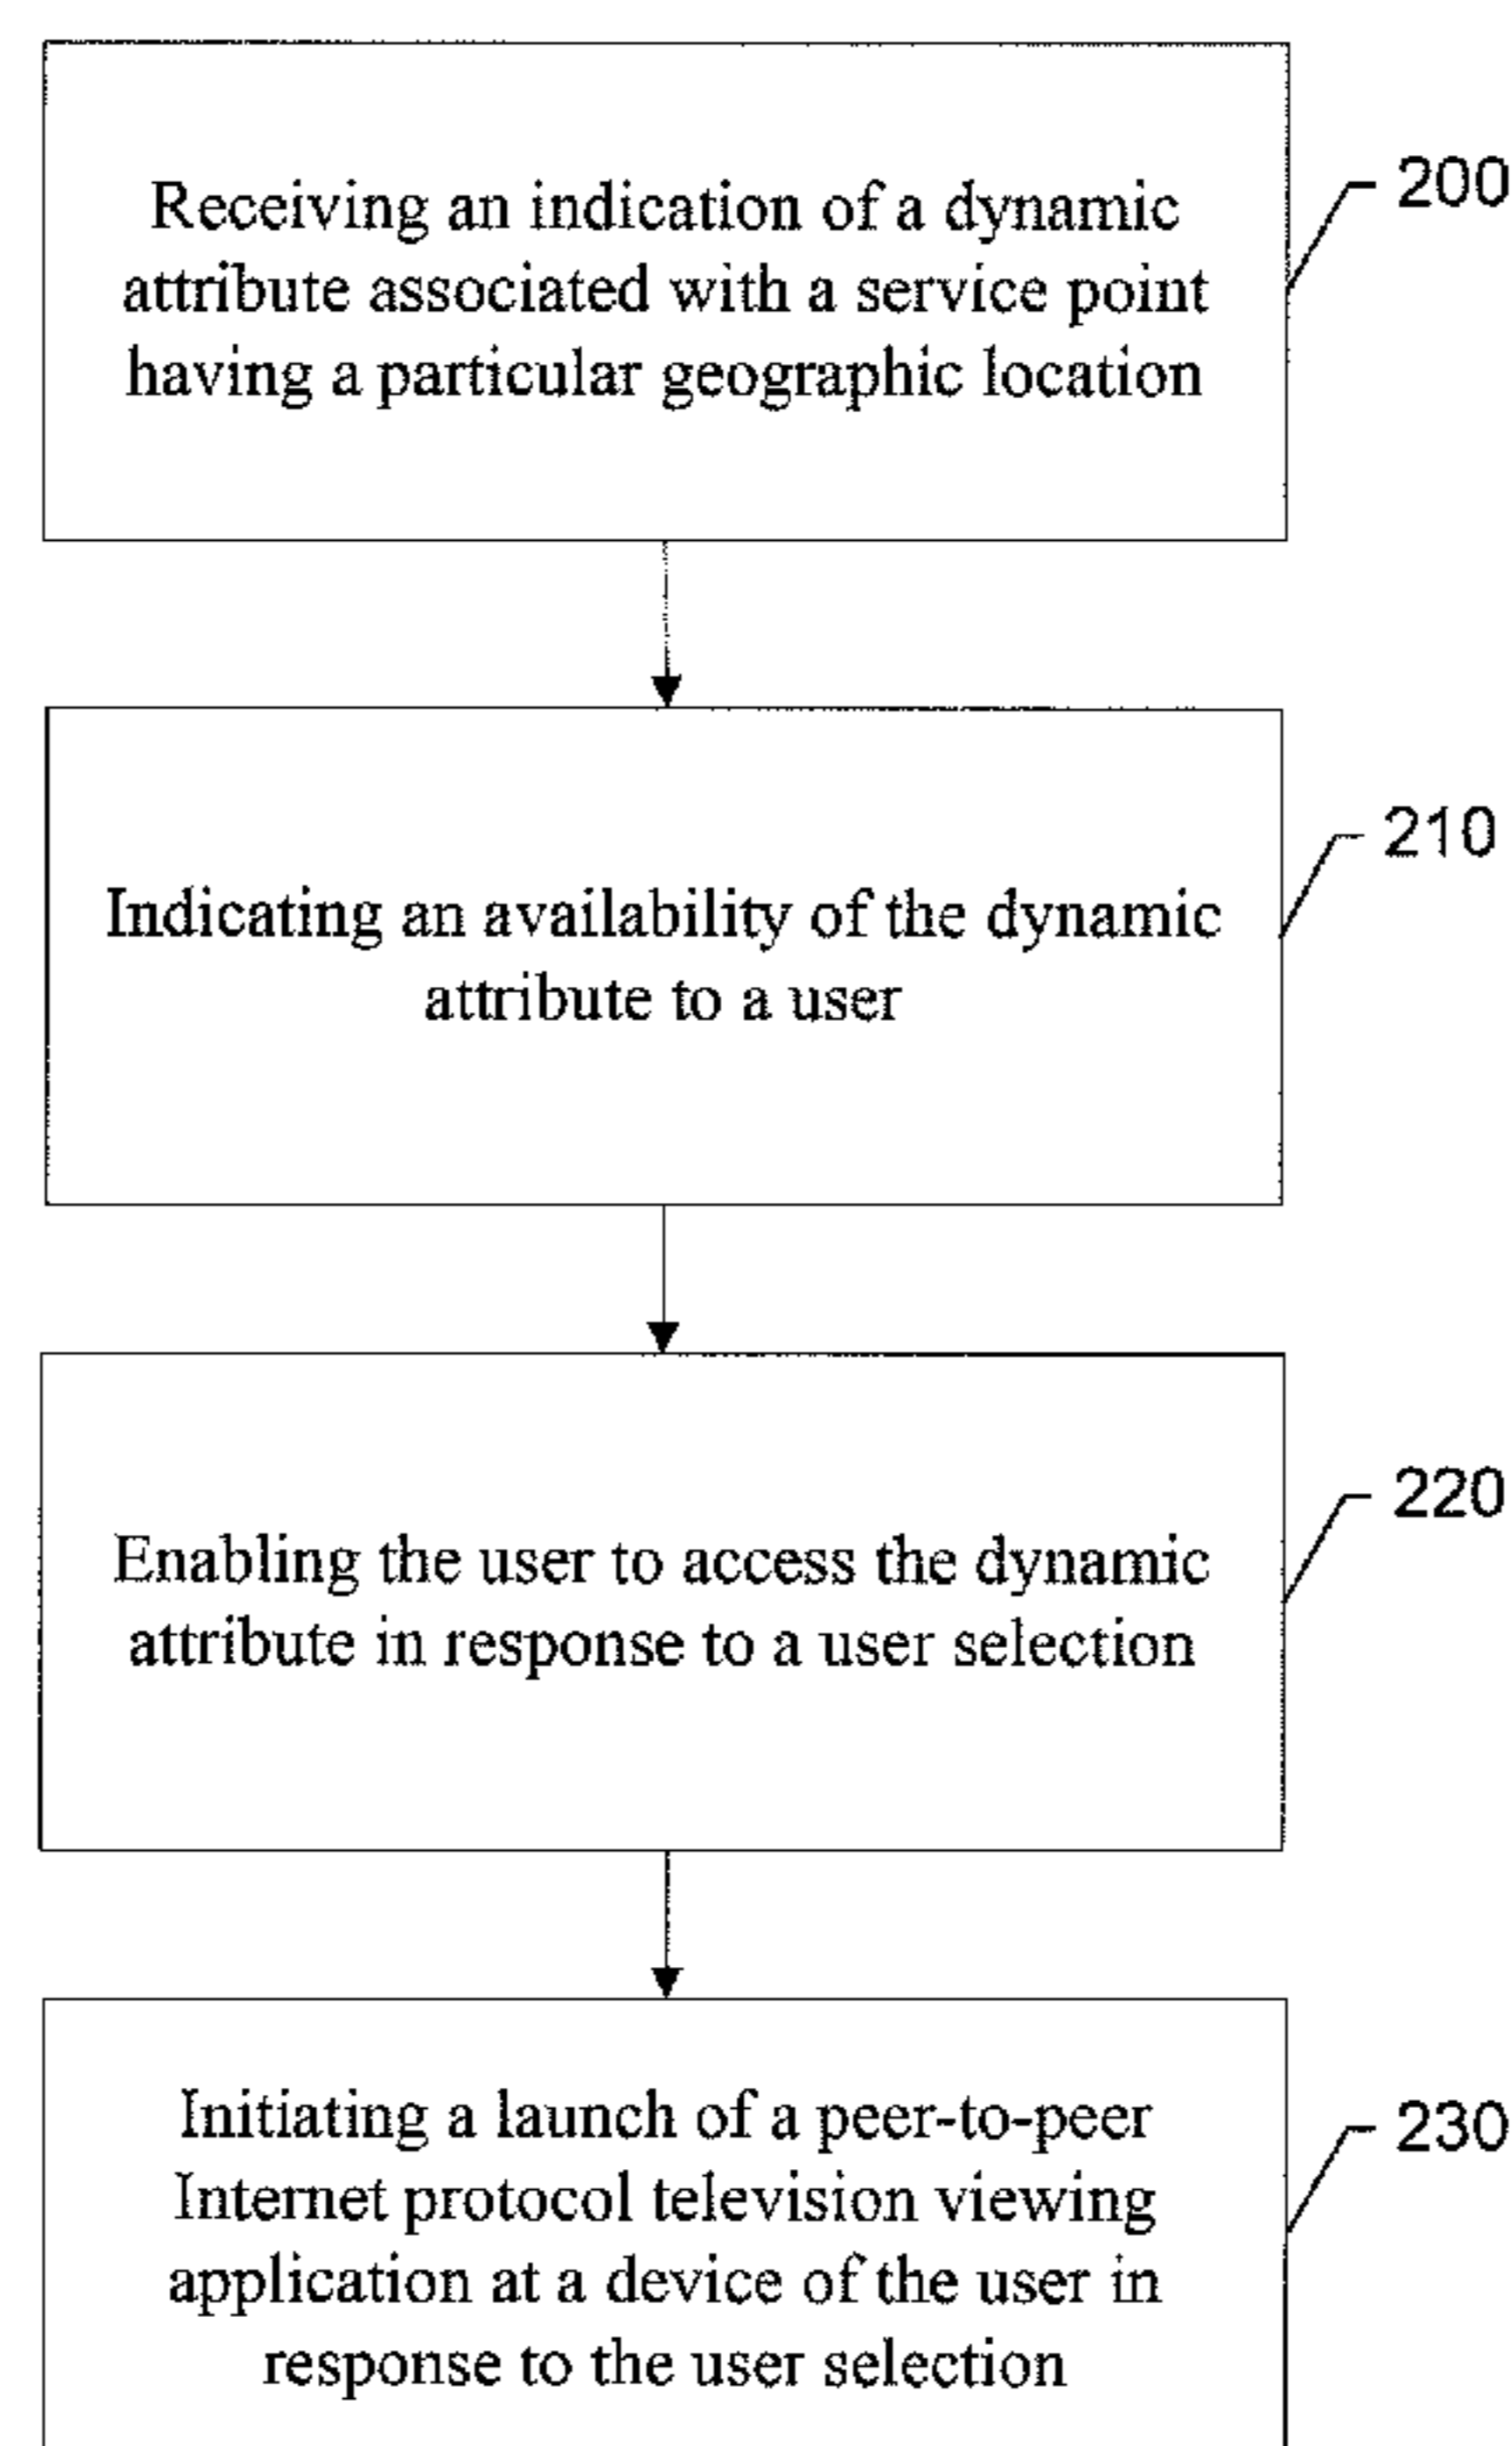 Receiving an indication of a dynamic
attribute associated with a service point
having a particular geographic location
200
Indicating an availability of the dynamic
attribute to a user
210
Enabling the user to access the dynamic
attribute in response to a user selection
220
Initiating a launch of a peer-to-peer
Internet protocol television viewing
application at a device of the user in
response to the user selection
230